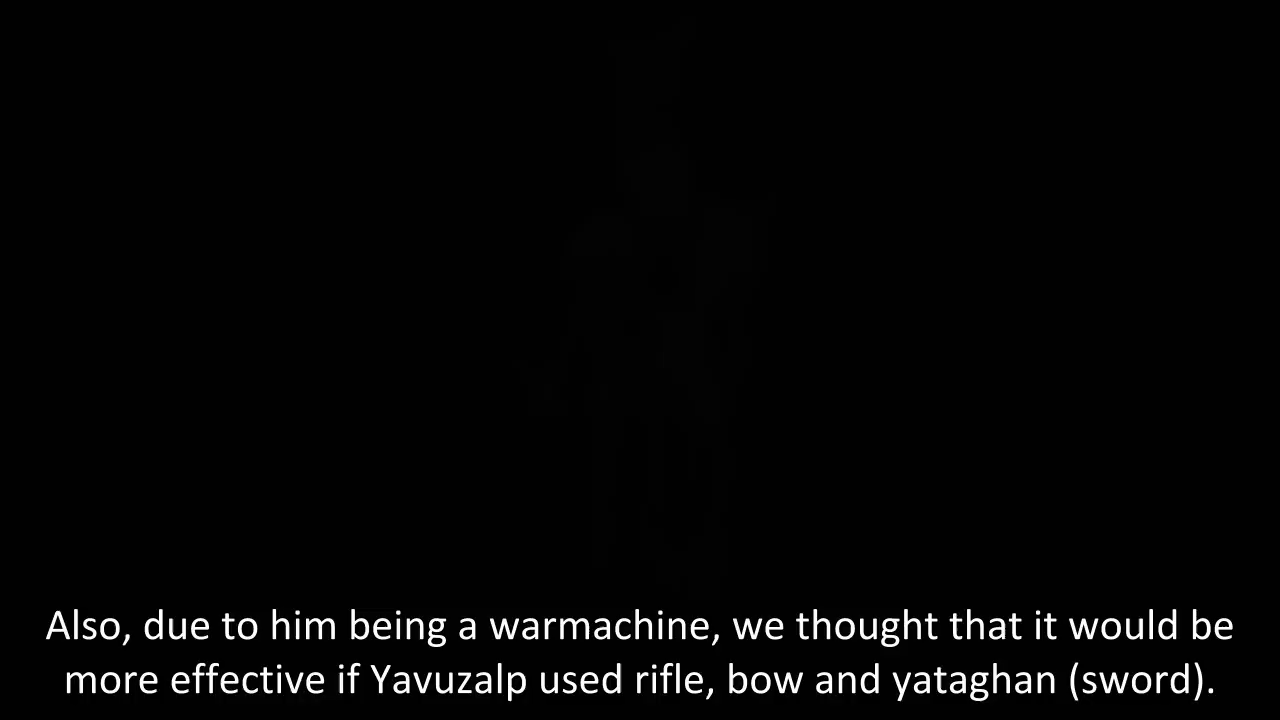 Also, due to him being a warmachine, we thought that it would be
more effective if Yavuzalp used rifle, bow and yataghan (sword).